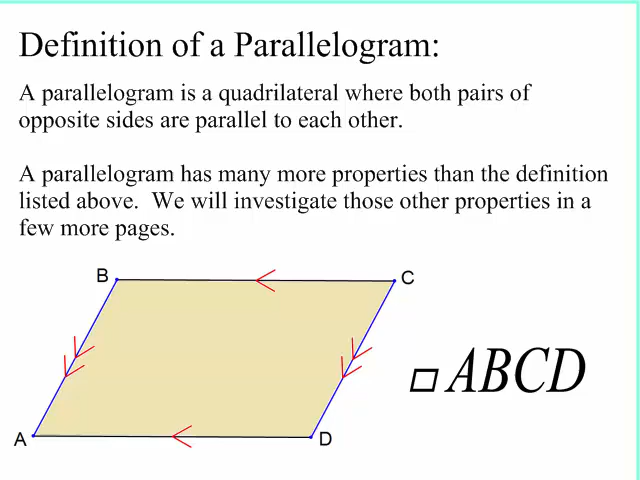 Definition of a Parallelogram:
A parallelogram is a quadrilateral where both pairs of
opposite sides are parallel to each other.
A parallelogram has many more properties than the definition
listed above.  We will investigate those other properties in a
few more pages.
B
C
▱ABCD
A
D